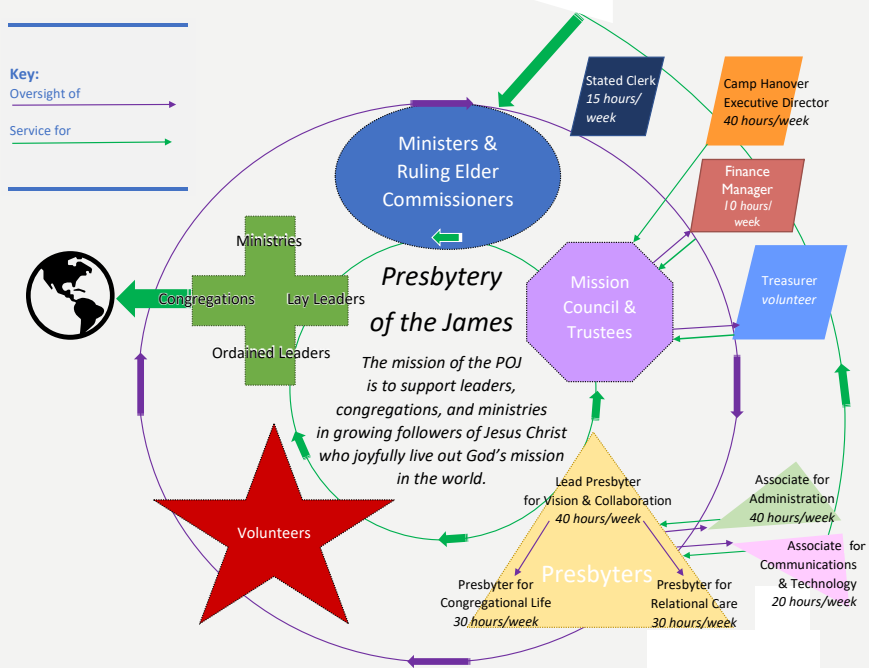 Key:
Oversight of
Service for
Stated Clerk
15 hours/
week
Camp Hanover
Executive Director
40 hours/week
Ministers &
Ruling Elder
Commissioners
Finance
Manager
10 hours/
week
Ministries
Congregations
Lay Leaders
Ordained Leaders
Presbytery
of the James
Mission
Council &
Trustees
Treasurer
volunteer
The mission of the POJ
is to support leaders,
congregations, and ministries
in growing followers of Jesus Christ
who joyfully live out God's mission
in the world.
Volunteers
Lead Presbyter
for Vision & Collaboration
40 hours/week
Presbyters
Presbyter for
Congregational Life
30 hours/week
Presbyter for
Relational Care
30 hours/week
Associate for
Administration
40 hours/week
Associate for
Communications
& Technology
20 hours/week